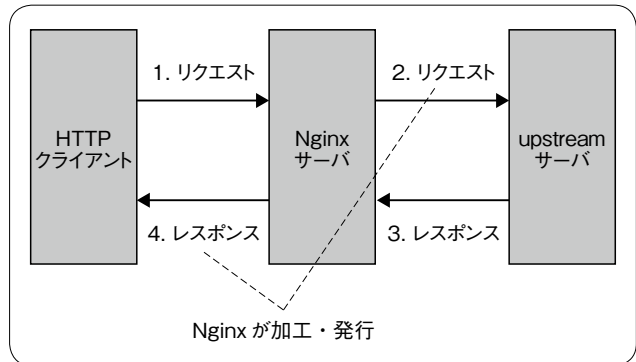 1. リクエスト
2. リクエスト
HTTP
クライアント
Nginx
サーバ
upstream
サーバ
4. レスポンス
3. レスポンス
Nginx が加工・発行